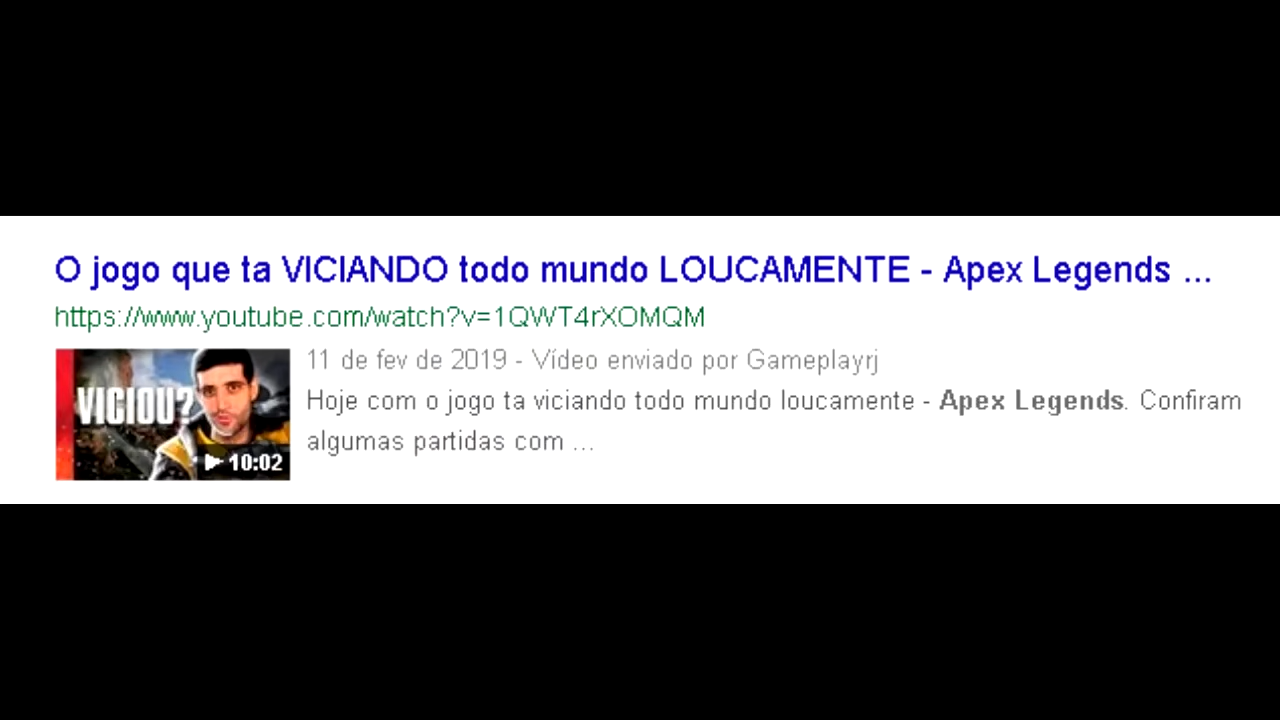 O jogo que ta VICIANDO todo mundo LOUCAMENTE - Apex Legends ...
https://www.youtube.com/watch?v=1QWT4rXOMQM
11 de fev de 2019 - Vídeo enviado por Gameplayrj
Hoje com o jogo ta viciando todo mundo loucamente - Apex Legends. Confiram
algumas partidas com ...
VICIOU?
10:02